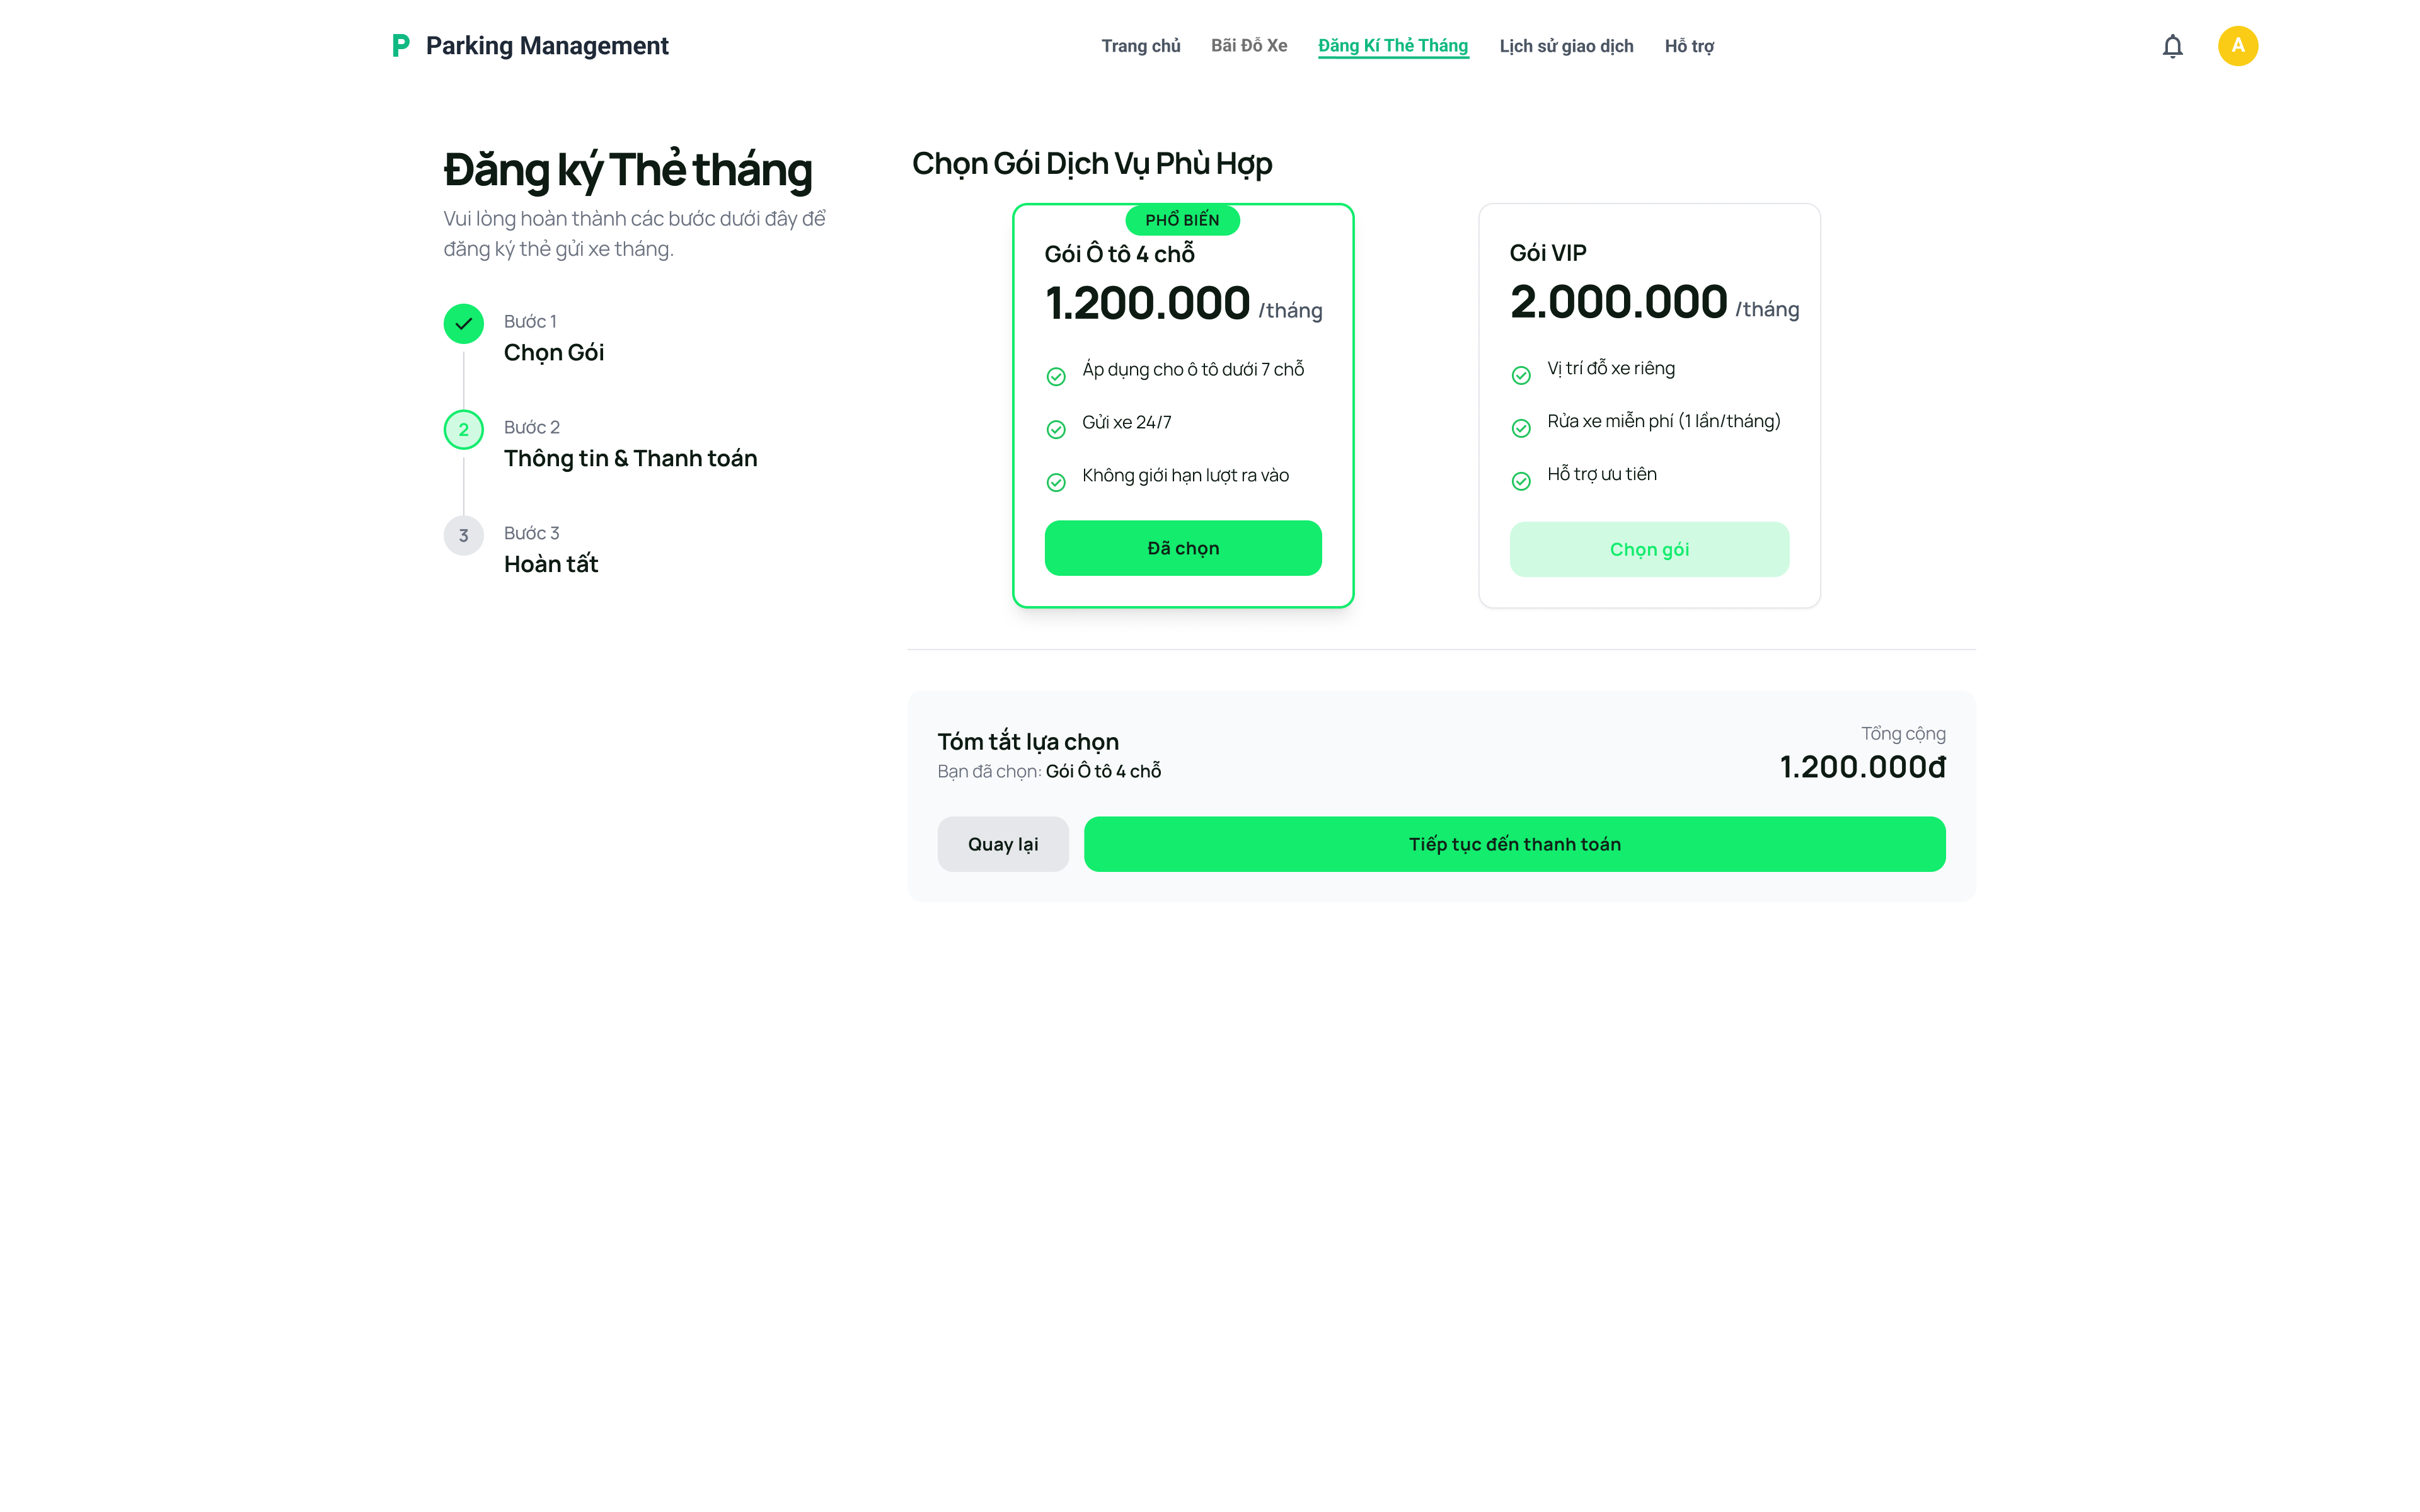 P Parking Management
Trang chủ
Bãi Đỗ Xe
Đăng Kí Thẻ Tháng
Lịch sử giao dịch
Hỗ trợ
A
Đăng ký Thẻ tháng
Vui lòng hoàn thành các bước dưới đây để
đăng ký thẻ gửi xe tháng.
Bước 1
Chọn Gói
2
Bước 2
Thông tin & Thanh toán
3
Bước 3
Hoàn tất
Chọn Gói Dịch Vụ Phù Hợp
PHỔ BIẾN
Gói Ô tô 4 chỗ
1.200.000 /tháng
Áp dụng cho ô tô dưới 7 chỗ
Gửi xe 24/7
Không giới hạn lượt ra vào
Đã chọn
Gói VIP
2.000.000 /tháng
Vị trí đỗ xe riêng
Rửa xe miễn phí (1 lần/tháng)
Hỗ trợ ưu tiên
Chọn gói
Tóm tắt lựa chọn
Bạn đã chọn: Gói Ô tô 4 chỗ
Tổng cộng
1.200.000đ
Quay lại
Tiếp tục đến thanh toán